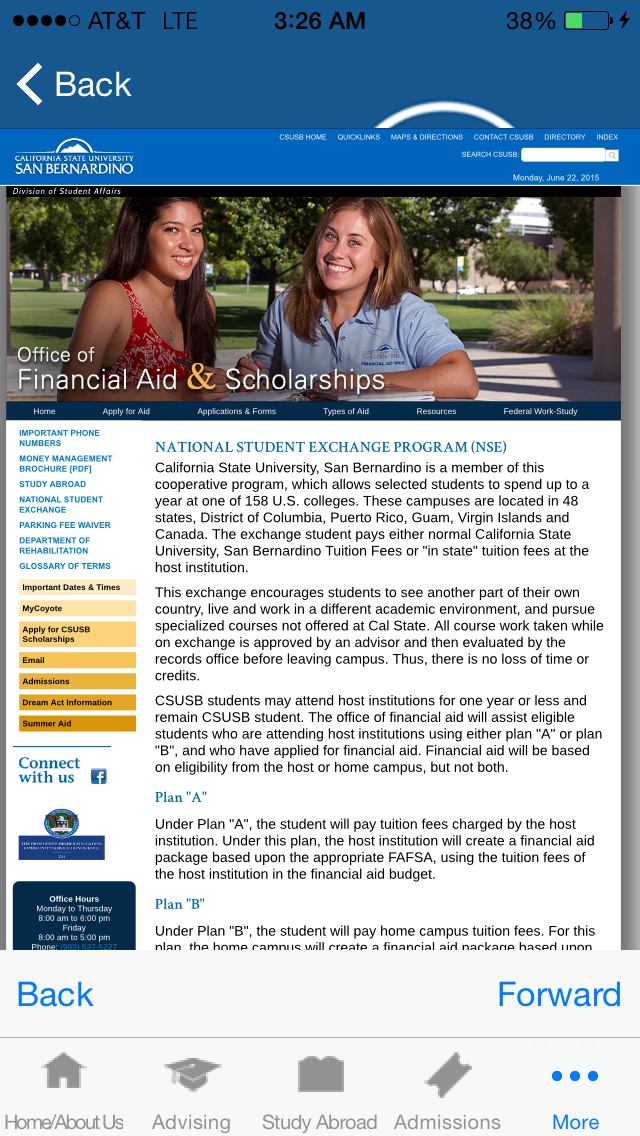 AT&T LTE 3:26 AM 38%
Back
CSUSB HOME QUICKLINKS MAPS & DIRECTIONS CONTACT CSUSB DIRECTORY INDEX
CALIFORNIA STATE UNIVERSITY
SAN BERNARDINO
SEARCH CSUSB:
Monday, June 22, 2015
Division of Student Affairs
Office of
Financial Aid & Scholarships
Home Apply for Aid Applications & Forms Types of Aid Resources Federal Work-Study
IMPORTANT PHONE
NUMBERS
MONEY MANAGEMENT
BROCHURE [PDF]
STUDY ABROAD
NATIONAL STUDENT
EXCHANGE
PARKING FEE WAIVER
DEPARTMENT OF
REHABILITATION
GLOSSARY OF TERMS
Important Dates & Times
MyCoyote
Apply for CSUSB
Scholarships
Email
Admissions
Dream Act Information
Summer Aid
Connect
with us
Office Hours
Monday to Thursday
8:00 am to 6:00 pm
Friday
8:00 am to 5:00 pm
Phone: (909) 537-5227
NATIONAL STUDENT EXCHANGE PROGRAM (NSE)
California State University, San Bernardino is a member of this
cooperative program, which allows selected students to spend up to a
year at one of 158 U.S. colleges. These campuses are located in 48
states, District of Columbia, Puerto Rico, Guam, Virgin Islands and
Canada. The exchange student pays either normal California State
University, San Bernardino Tuition Fees or "in state" tuition fees at the
host institution.
This exchange encourages students to see another part of their own
country, live and work in a different academic environment, and pursue
specialized courses not offered at Cal State. All course work taken while
on exchange is approved by an advisor and then evaluated by the
records office before leaving campus. Thus, there is no loss of time or
credits.
CSUSB students may attend host institutions for one year or less and
remain CSUSB student. The office of financial aid will assist eligible
students who are attending host institutions using either plan "A" or plan
"B", and who have applied for financial aid. Financial aid will be based
on eligibility from the host or home campus, but not both.
Plan "A"
Under Plan "A", the student will pay tuition fees charged by the host
institution. Under this plan, the host institution will create a financial aid
package based upon the appropriate FAFSA, using the tuition fees of
the host institution in the financial aid budget.
Plan "B"
Under Plan "B", the student will pay home campus tuition fees. For this
plan, the home campus will create a financial aid package based upon
Back Forward
Home/About Us Advising Study Abroad Admissions More